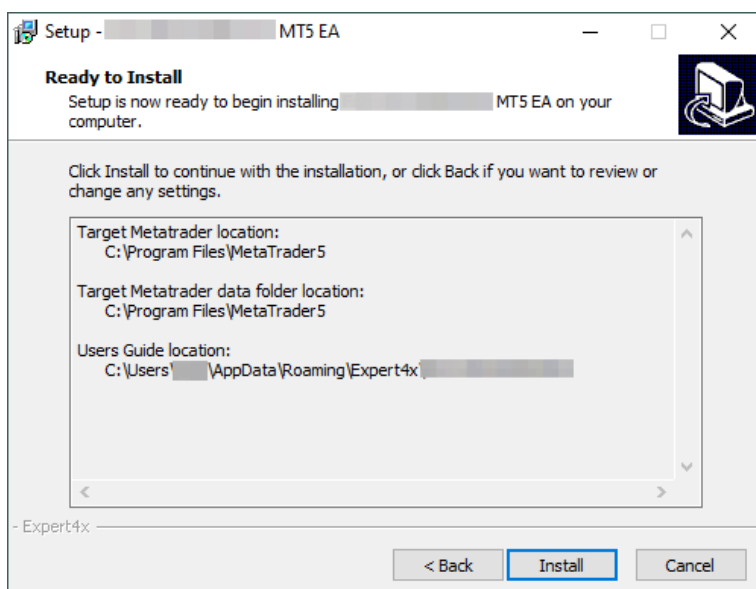 Setup - MT5 EA
Ready to Install
Setup is now ready to begin installing MT5 EA on your
computer.
Click Install to continue with the installation, or click Back if you want to review or
change any settings.
Target Metatrader location:
C:\Program Files\MetaTrader5
Target Metatrader data folder location:
C:\Program Files\MetaTrader5
Users Guide location:
C:\Users\ \AppData\Roaming\Expert4x\
- Expert4x
< Back Install Cancel